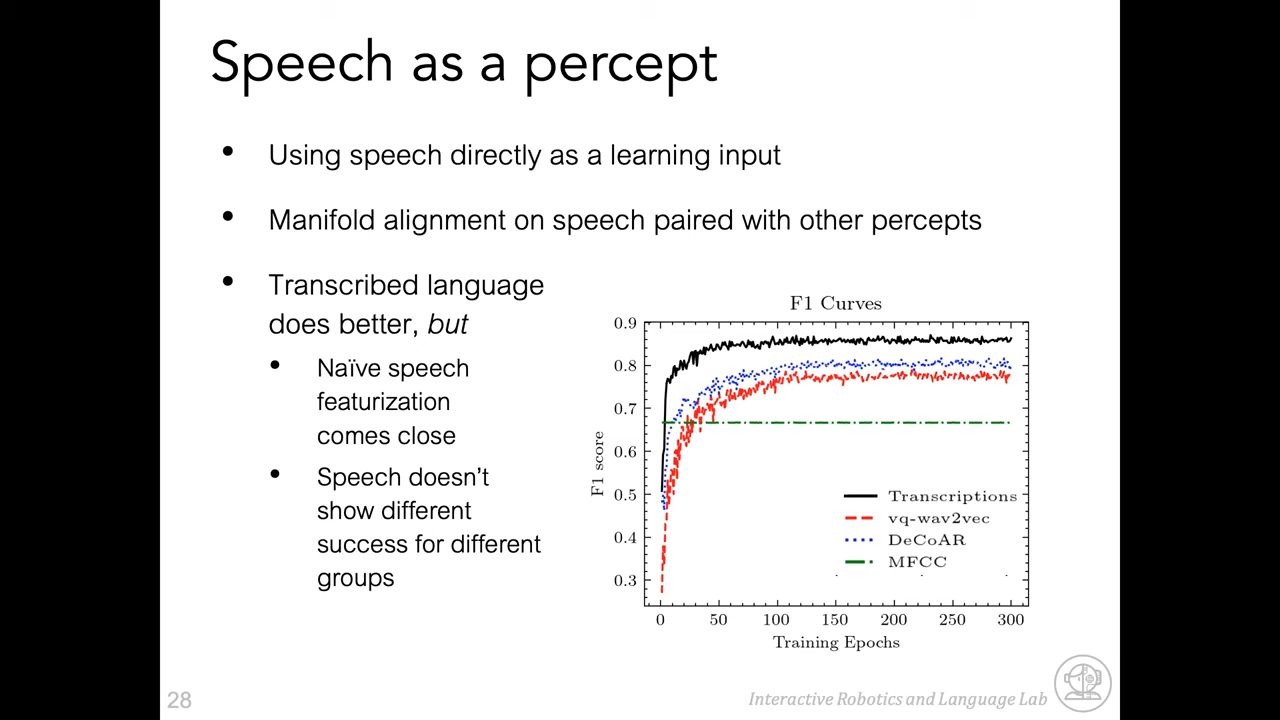 Speech as a percept
• Using speech directly as a learning input
• Manifold alignment on speech paired with other percepts
• Transcribed language
does better, but
• Naïve speech
featurization
comes close
• Speech doesn't
show different
success for different
groups
F1 Curves
0.9
0.8
0.7
0.6
0.5
0.4
0.3
F1 score
Transcriptions
vq-wav2vec
DeCoAR
MFCC
0 50 100 150 200 250 300
Training Epochs
28
Interactive Robotics and Language Lab